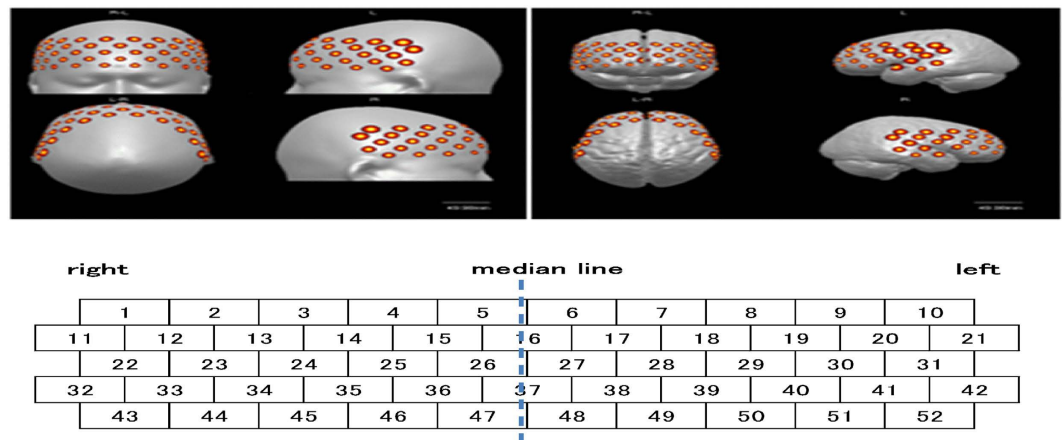 R-L L R-L L
L-R R L-R R
right median line left
1 2 3 4 5 6 7 8 9 10
11 12 13 14 15 16 17 18 19 20 21
22 23 24 25 26 27 28 29 30 31
32 33 34 35 36 37 38 39 40 41 42
43 44 45 46 47 48 49 50 51 52